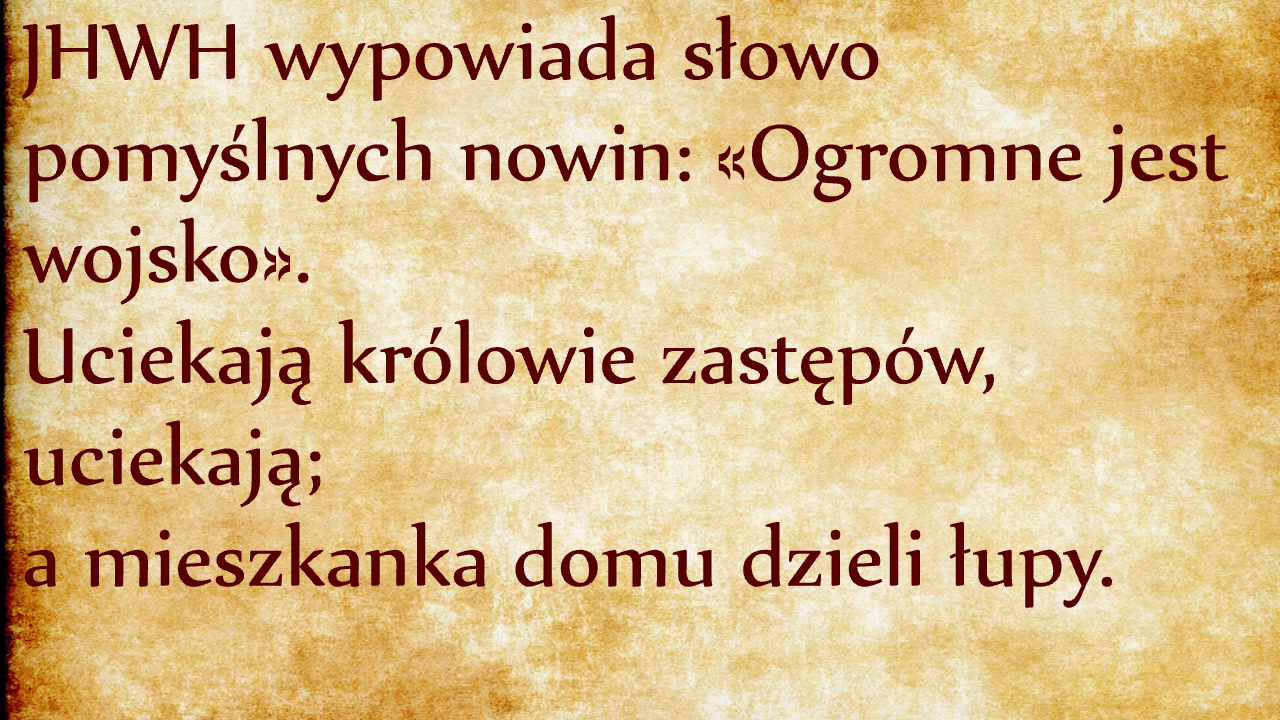 JHWH wypowiada słowo
pomyślnych nowin: «Ogromne jest
wojsko».
Uciekają królowie zastępów,
uciekają;
a mieszkanka domu dzieli łupy.